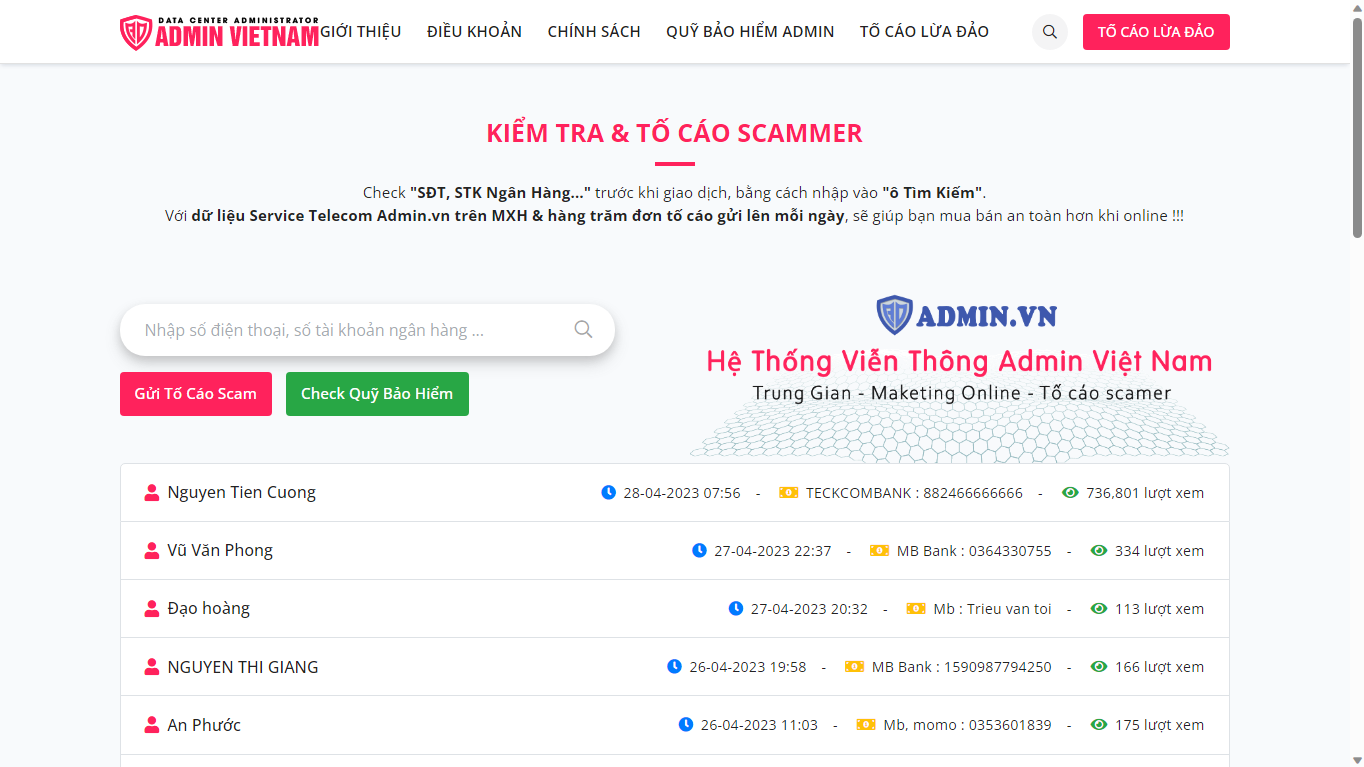 DATA CENTER ADMINISTRATOR
ADMIN VIETNAM
GIỚI THIỆU ĐIỀU KHOẢN CHÍNH SÁCH QUỸ BẢO HIỂM ADMIN TỐ CÁO LỪA ĐẢO TỐ CÁO LỪA ĐẢO
KIỂM TRA & TỐ CÁO SCAMMER
Check "SĐT, STK Ngân Hàng..." trước khi giao dịch, bằng cách nhập vào "ô Tìm Kiếm".
Với dữ liệu Service Telecom Admin.vn trên MXH & hàng trăm đơn tố cáo gửi lên mỗi ngày, sẽ giúp bạn mua bán an toàn hơn khi online !!!
Nhập số điện thoại, số tài khoản ngân hàng ...
Gửi Tố Cáo Scam Check Quỹ Bảo Hiểm
ADMIN.VN
Hệ Thống Viễn Thông Admin Việt Nam
Trung Gian - Maketing Online - Tố cáo scamer
Nguyen Tien Cuong 28-04-2023 07:56 - TECKCOMBANK : 882466666666 - 736,801 lượt xem
Vũ Văn Phong 27-04-2023 22:37 - MB Bank : 0364330755 - 334 lượt xem
Đạo hoàng 27-04-2023 20:32 - Mb : Trieu van toi - 113 lượt xem
NGUYEN THI GIANG 26-04-2023 19:58 - MB Bank : 1590987794250 - 166 lượt xem
An Phước 26-04-2023 11:03 - Mb, momo : 0353601839 - 175 lượt xem